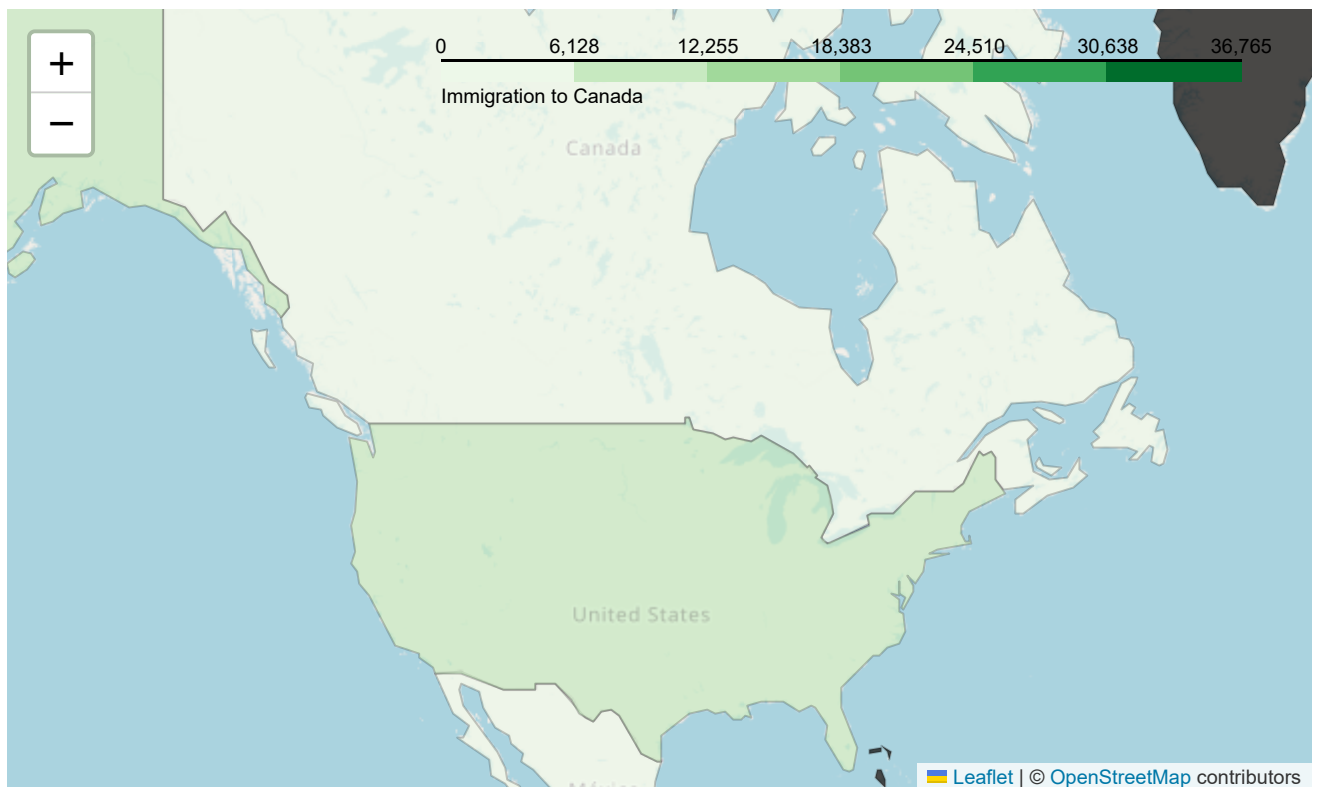 +
−
0 6,128 12,255 18,383 24,510 30,638 36,765
Immigration to Canada
Canada
United States
México
Leaflet | © OpenStreetMap contributors